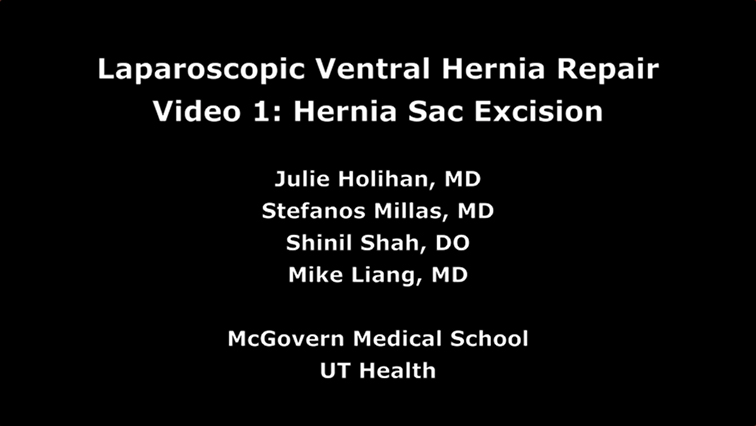 Laparoscopic Ventral Hernia Repair
Video 1: Hernia Sac Excision
Julie Holihan, MD
Stefanos Millas, MD
Shinil Shah, DO
Mike Liang, MD
McGovern Medical School
UT Health